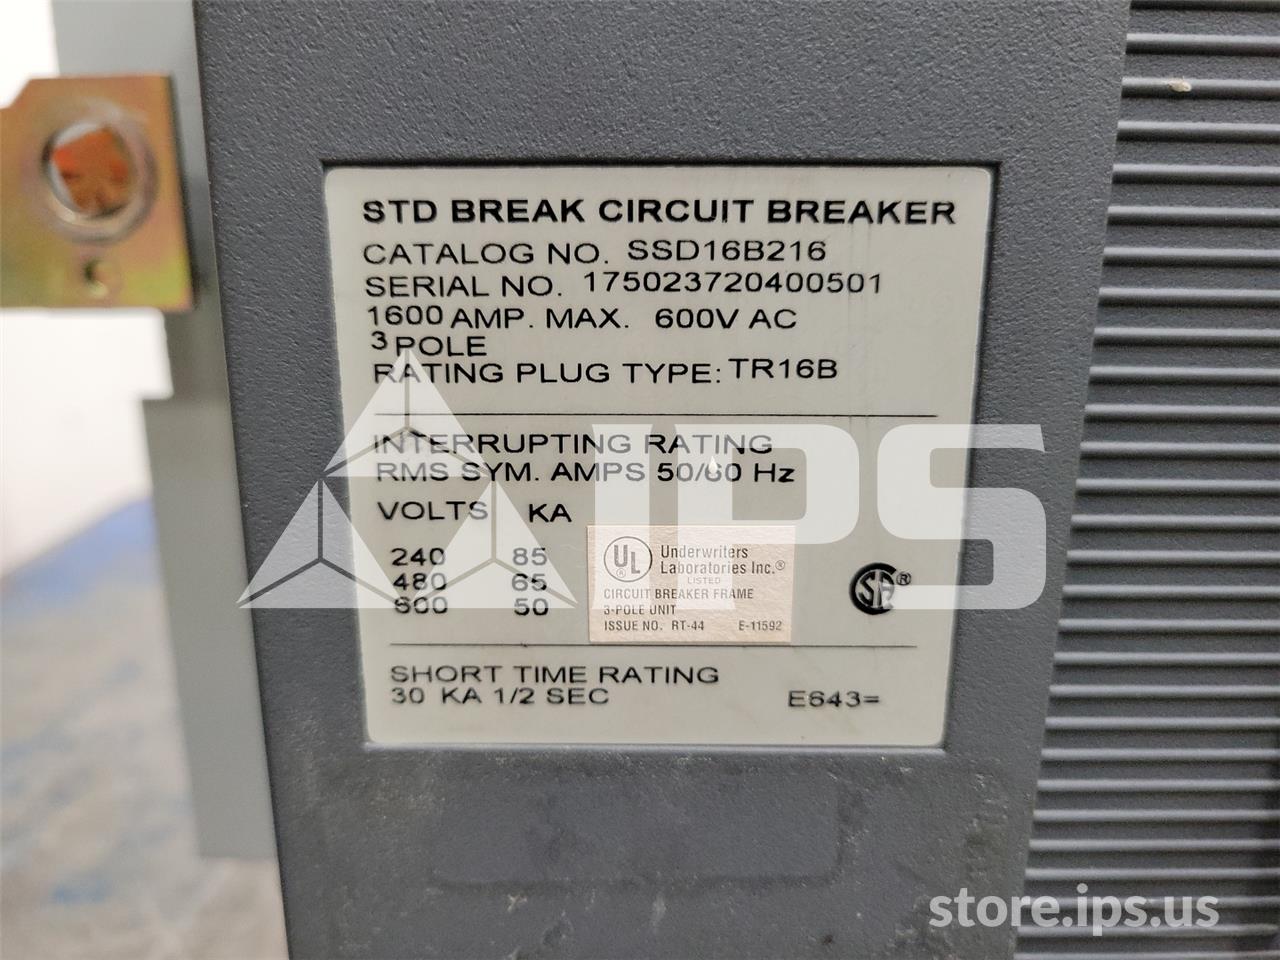 STD BREAK CIRCUIT BREAKER
CATALOG NO. SSD16B216
SERIAL NO. 175023720400501
1600 AMP. MAX. 600V AC
3 POLE
RATING PLUG TYPE: TR16B
INTERRUPTING RATING
RMS SYM. AMPS 50/60 Hz
VOLTS KA
240 85
480 65
600 50
UL ® Underwriters
Laboratories Inc.®
LISTED
CIRCUIT BREAKER FRAME
3-POLE UNIT
ISSUE NO. RT-44 E-11592
SA ®
SHORT TIME RATING
30 KA 1/2 SEC E643=
IPS
store.ips.us